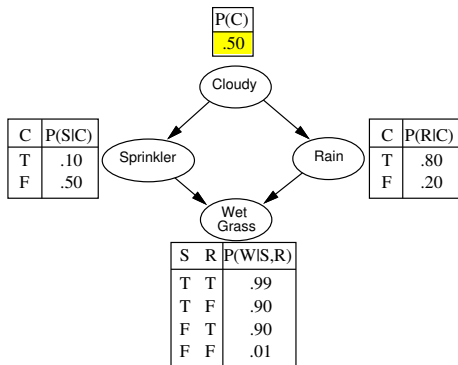 P(C)
.50
Cloudy
C P(S|C)
T .10
F .50
Sprinkler
Rain
C P(R|C)
T .80
F .20
Wet
Grass
S R P(W|S,R)
T T .99
T F .90
F T .90
F F .01